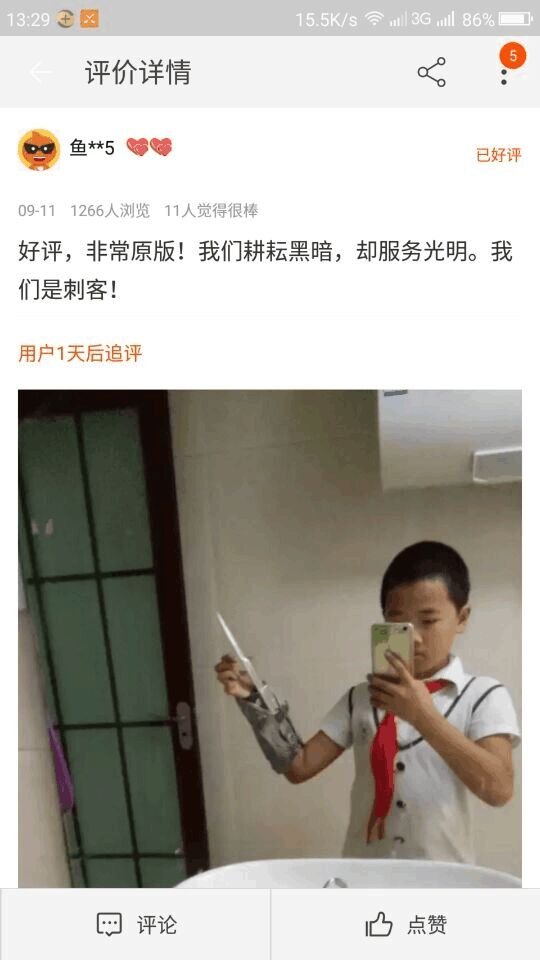 13:29 15.5K/s 3G 86%
评价详情 5
鱼**5
已好评
09-11 1266人浏览 11人觉得很棒
好评，非常原版！我们耕耘黑暗，却服务光明。我
们是刺客！
用户1天后追评
评论 点赞